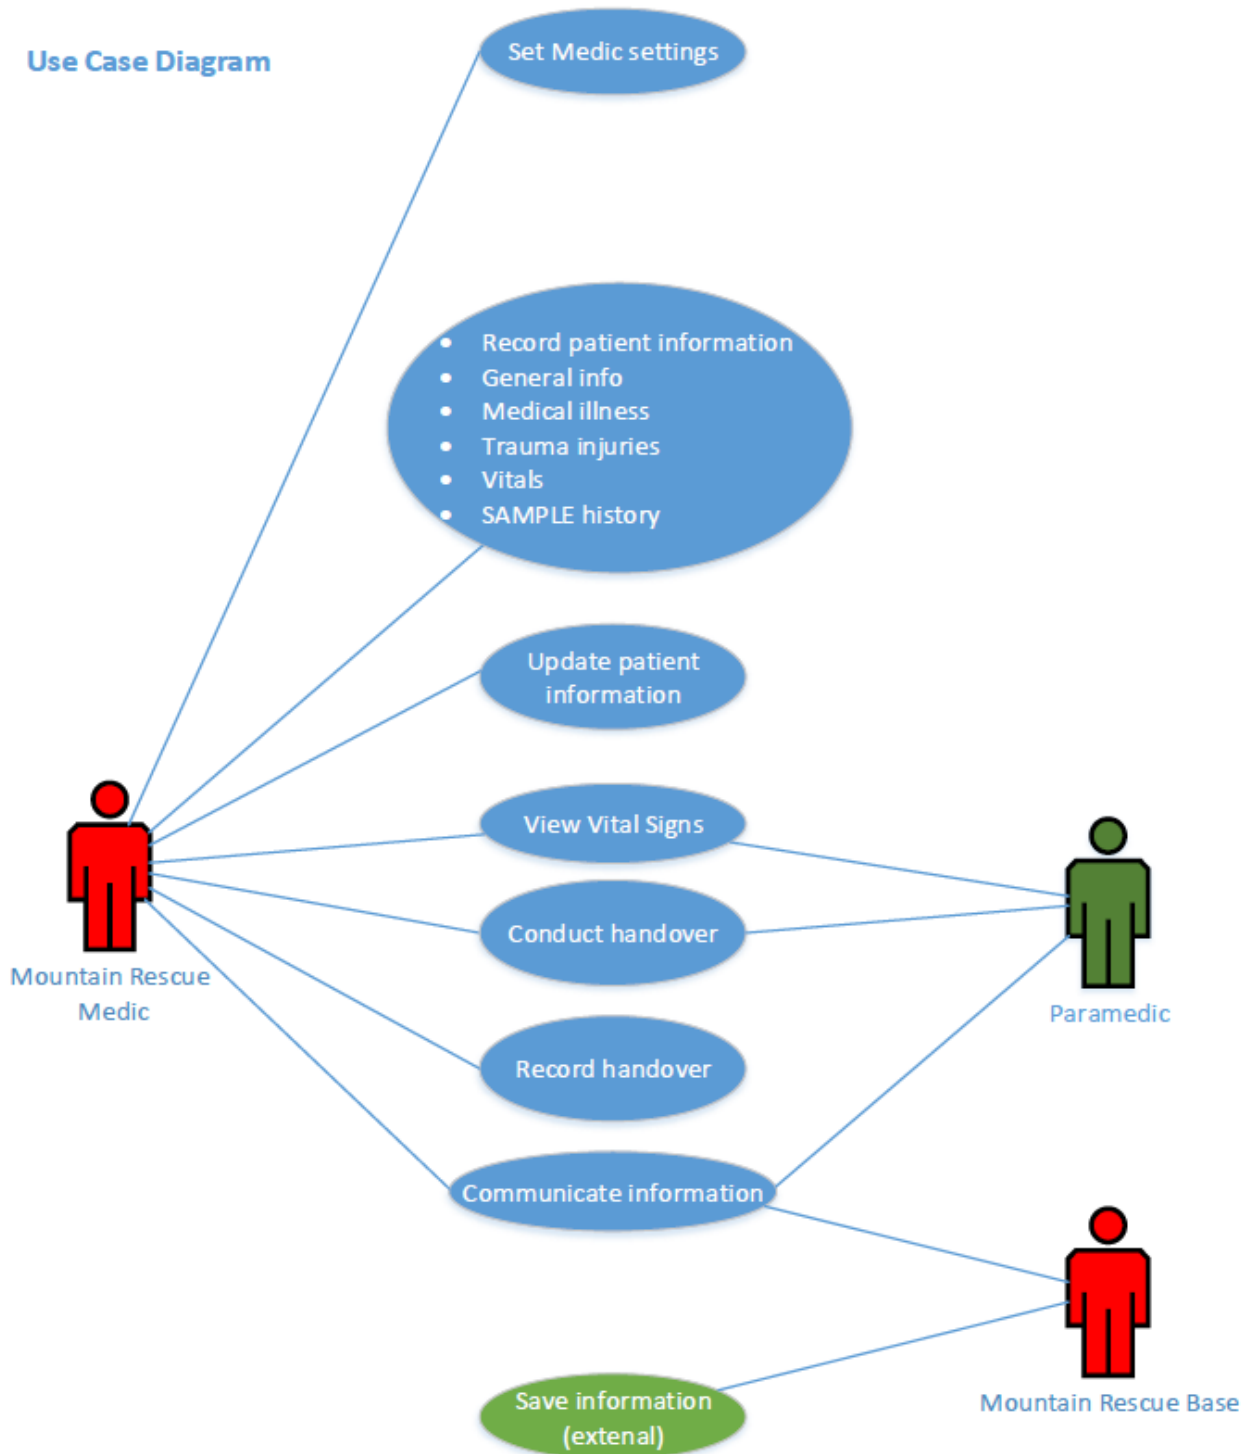 Use Case Diagram
Set Medic settings
• Record patient information
• General info
• Medical illness
• Trauma injuries
• Vitals
• SAMPLE history
Update patient
information
View Vital Signs
Conduct handover
Mountain Rescue
Medic
Paramedic
Record handover
Communicate information
Save information
(extenal)
Mountain Rescue Base